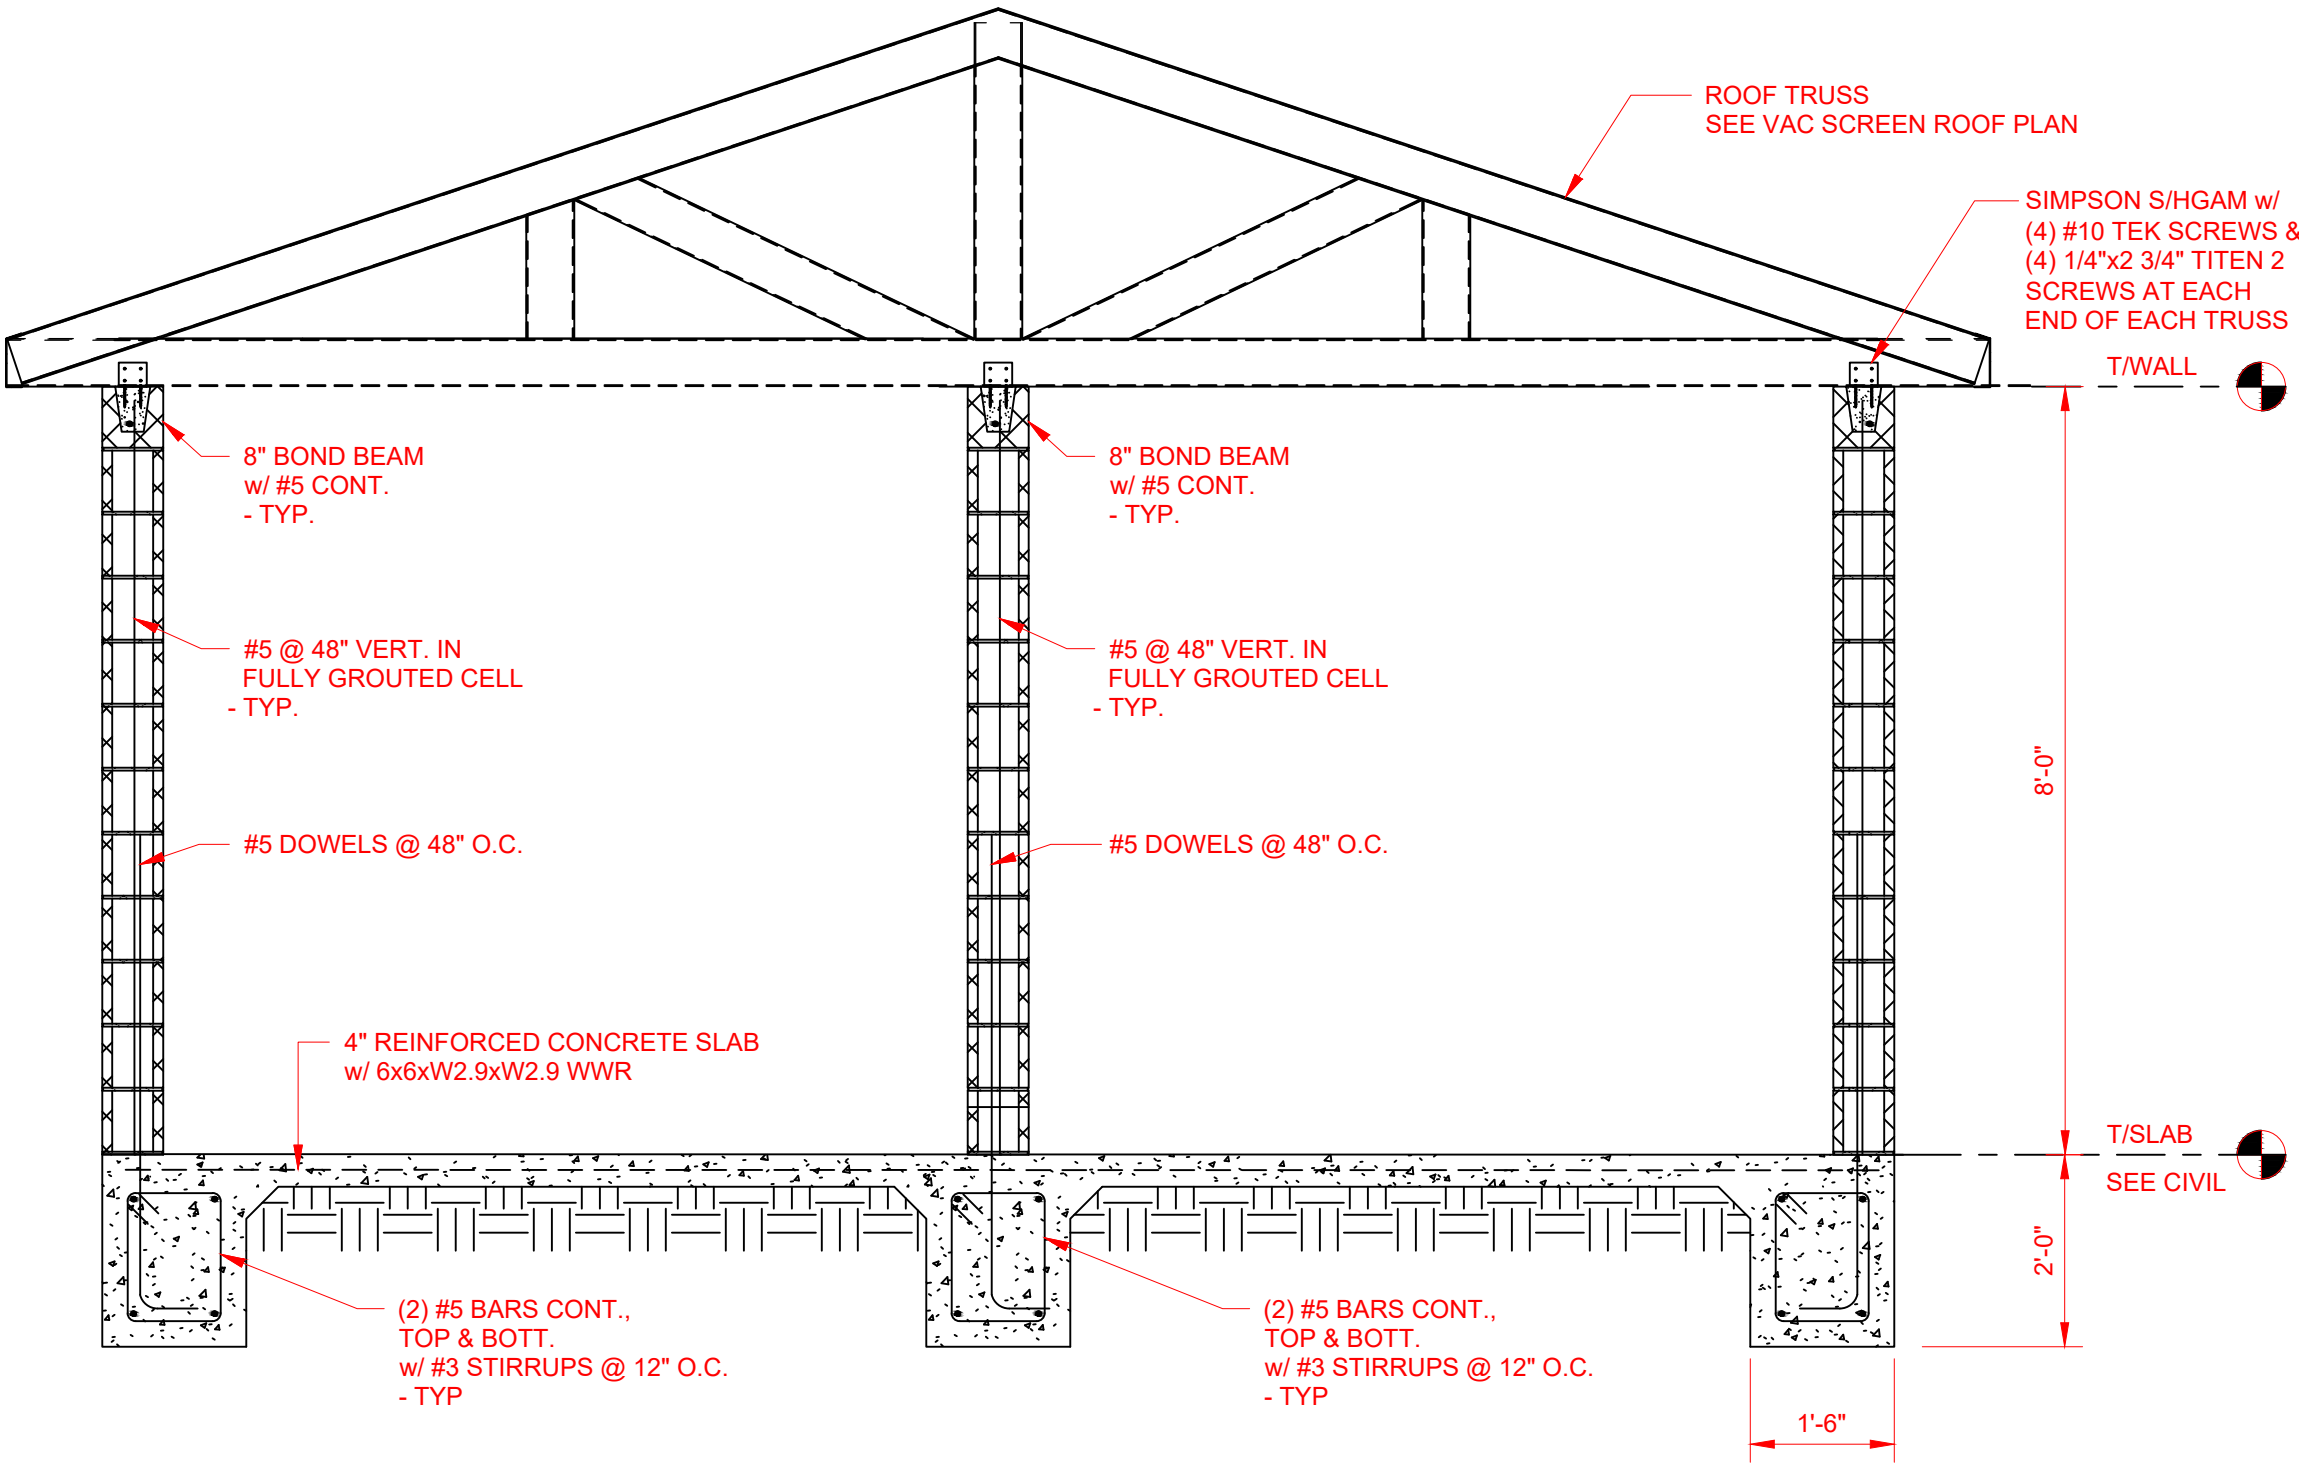 ROOF TRUSS
SEE VAC SCREEN ROOF PLAN
SIMPSON S/HGAM w/
(4) #10 TEK SCREWS &
(4) 1/4"x2 3/4" TITEN 2
SCREWS AT EACH
END OF EACH TRUSS
T/WALL
8" BOND BEAM
w/ #5 CONT.
- TYP.
8" BOND BEAM
w/ #5 CONT.
- TYP.
#5 @ 48" VERT. IN
FULLY GROUTED CELL
- TYP.
#5 @ 48" VERT. IN
FULLY GROUTED CELL
- TYP.
8'-0"
#5 DOWELS @ 48" O.C.
#5 DOWELS @ 48" O.C.
4" REINFORCED CONCRETE SLAB
w/ 6x6xW2.9xW2.9 WWR
T/SLAB
SEE CIVIL
2'-0"
(2) #5 BARS CONT.,
TOP & BOTT.
w/ #3 STIRRUPS @ 12" O.C.
- TYP
(2) #5 BARS CONT.,
TOP & BOTT.
w/ #3 STIRRUPS @ 12" O.C.
- TYP
1'-6"